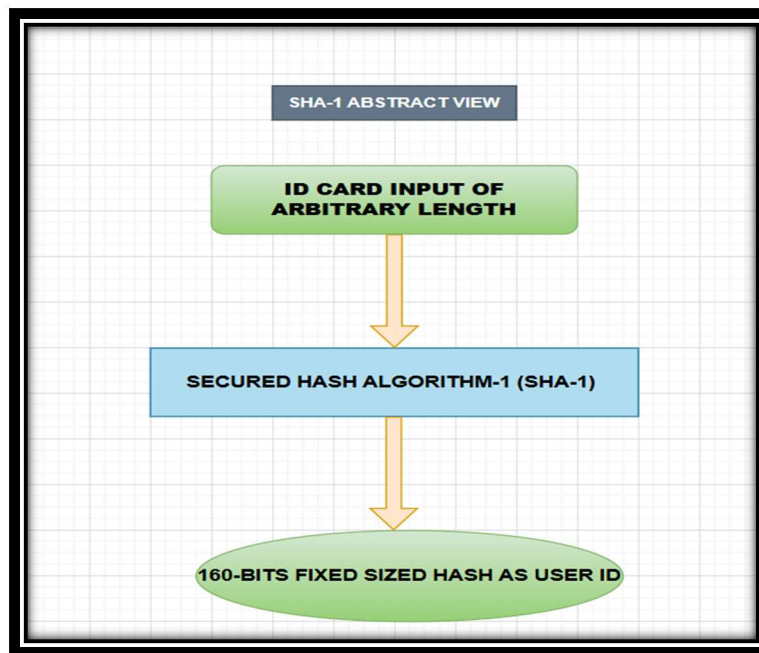 SHA-1 ABSTRACT VIEW
ID CARD INPUT OF
ARBITRARY LENGTH
SECURED HASH ALGORITHM-1 (SHA-1)
160-BITS FIXED SIZED HASH AS USER ID